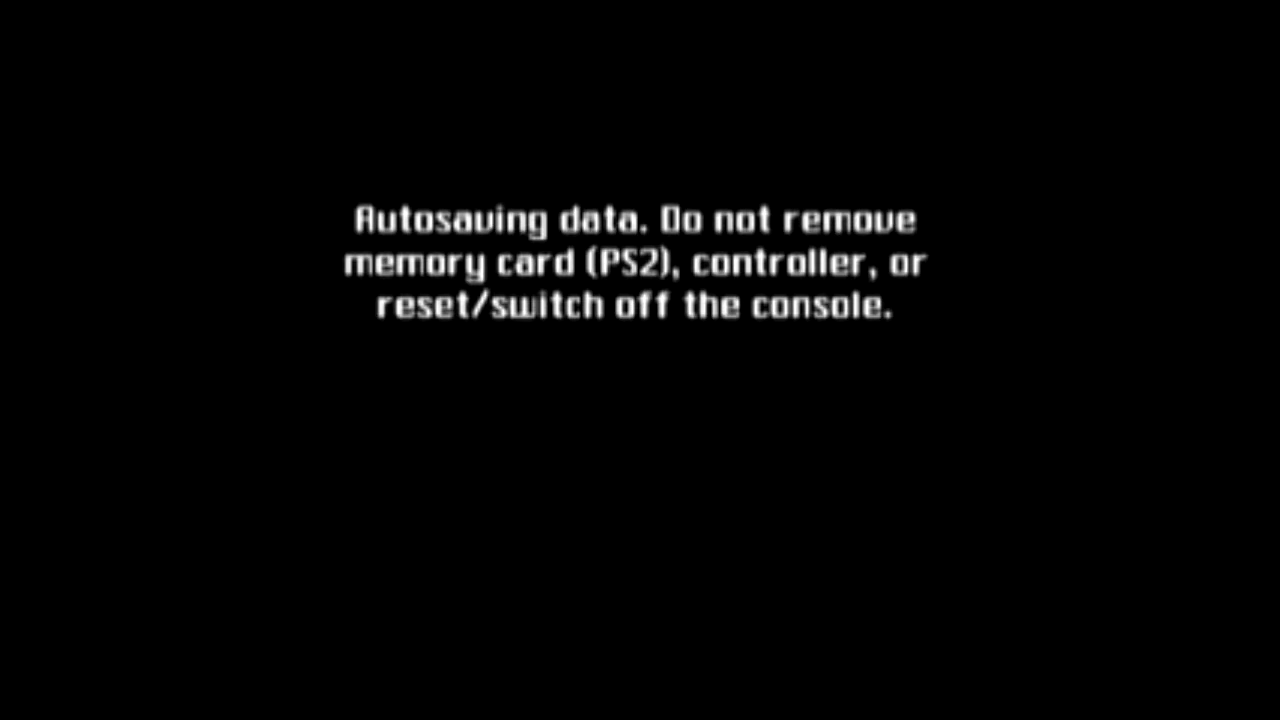 Autosaving data. Do not remove
memory card (PS2), controller, or
reset/switch off the console.